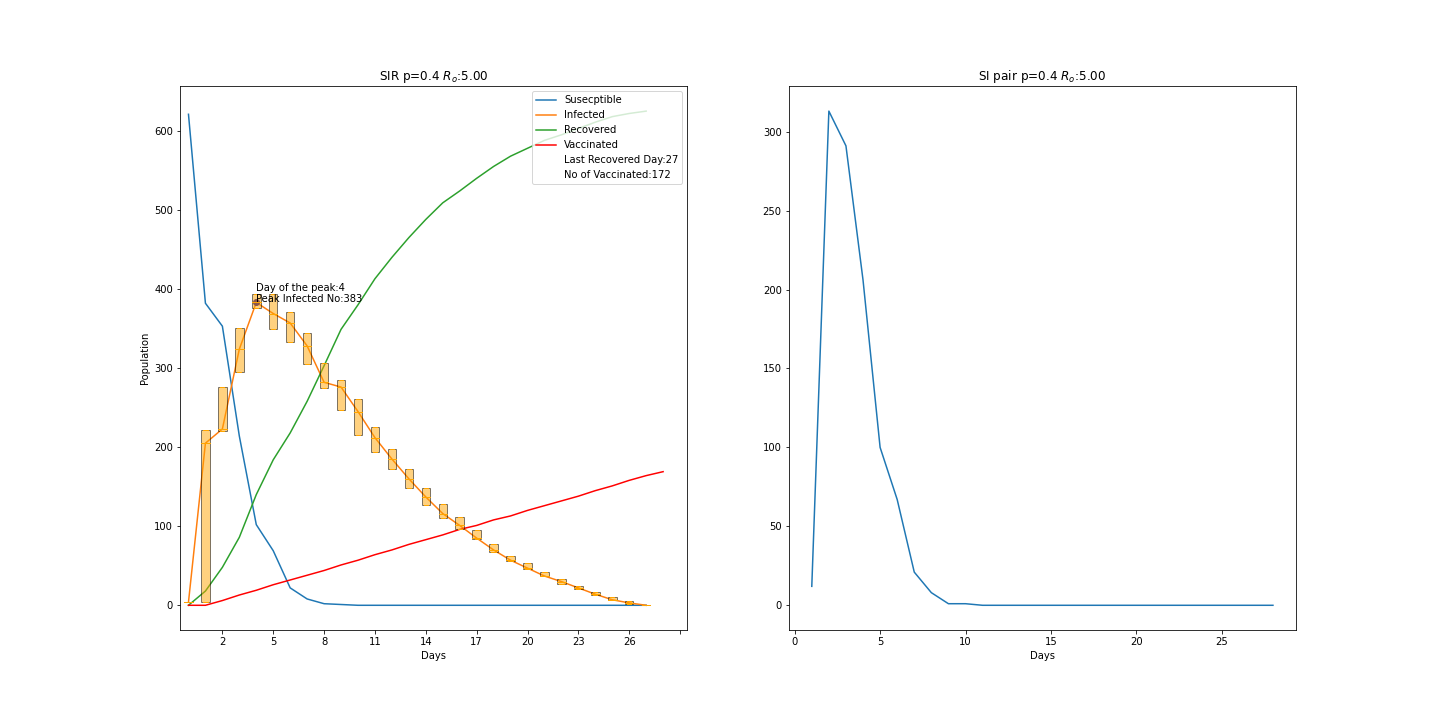 SIR p=0.4 Rₒ:5.00
Susecptible
Infected
Recovered
Vaccinated
Last Recovered Day:27
No of Vaccinated:172
Day of the peak:4
Peak Infected No:383
Population
600
500
400
300
200
100
0
2 5 8 11 14 17 20 23 26
Days
SI pair p=0.4 Rₒ:5.00
300
250
200
150
100
50
0
0 5 10 15 20 25
Days